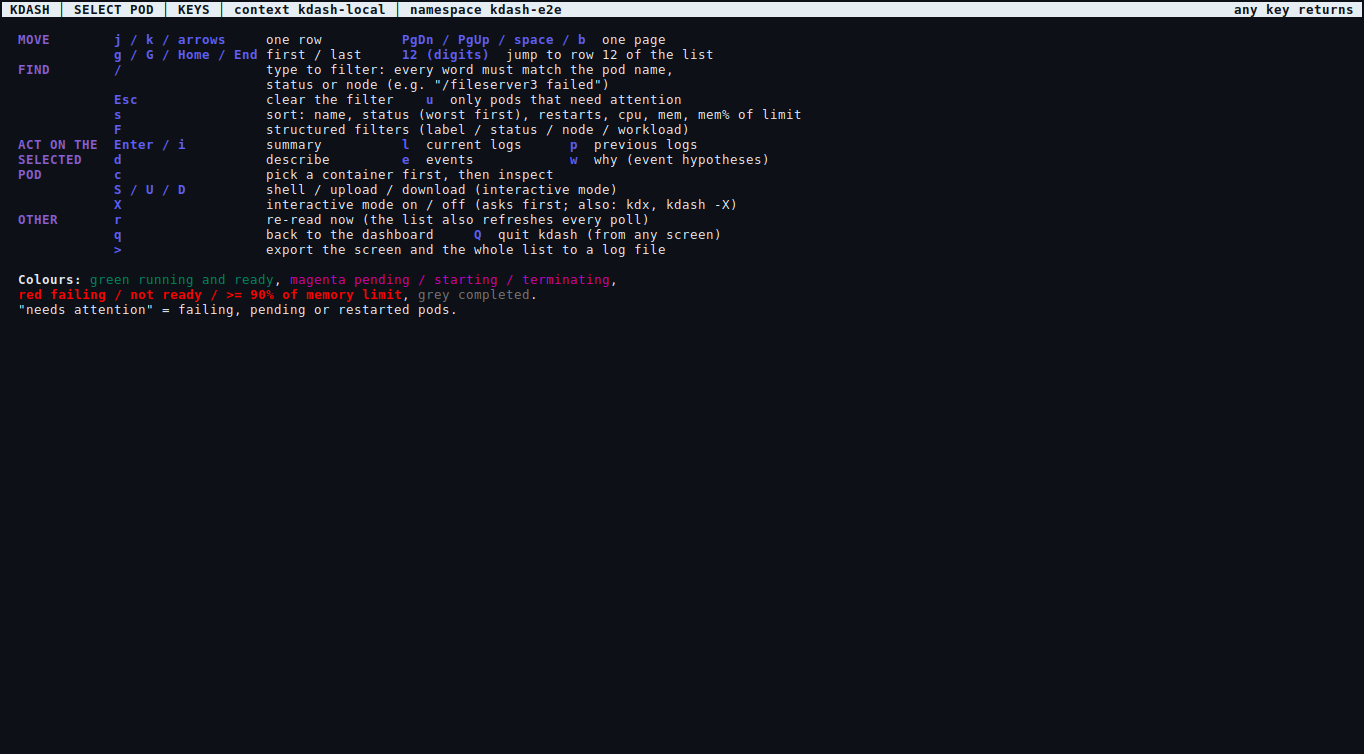 KDASH │ SELECT POD │ KEYS │ context kdash-local │ namespace kdash-e2e any key returns
MOVE j / k / arrows one row PgDn / PgUp / space / b one page
g / G / Home / End first / last 12 (digits) jump to row 12 of the list
FIND / type to filter: every word must match the pod name,
status or node (e.g. "/fileserver3 failed")
Esc clear the filter u only pods that need attention
s sort: name, status (worst first), restarts, cpu, mem, mem% of limit
F structured filters (label / status / node / workload)
ACT ON THE Enter / i summary l current logs p previous logs
SELECTED d describe e events w why (event hypotheses)
POD c pick a container first, then inspect
S / U / D shell / upload / download (interactive mode)
X interactive mode on / off (asks first; also: kdx, kdash -X)
OTHER r re-read now (the list also refreshes every poll)
q back to the dashboard Q quit kdash (from any screen)
> export the screen and the whole list to a log file
Colours: green running and ready, magenta pending / starting / terminating,
red failing / not ready / >= 90% of memory limit, grey completed.
"needs attention" = failing, pending or restarted pods.